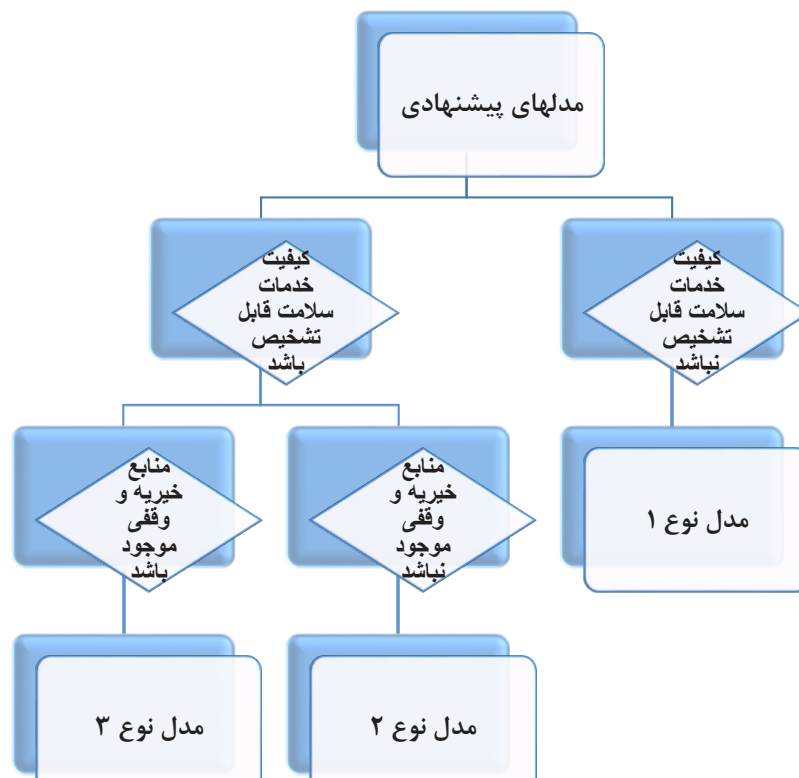 مدلهای پیشنهادی
کیفیت
خدمات
سلامت قابل
تشخیص
نباشد
کیفیت
خدمات
سلامت قابل
تشخیص
باشد
مدل نوع ۱
منابع
خیریه و
وقفی
موجود
نباشد
منابع
خیریه و
وقفی
موجود
باشد
مدل نوع ۲
مدل نوع ۳